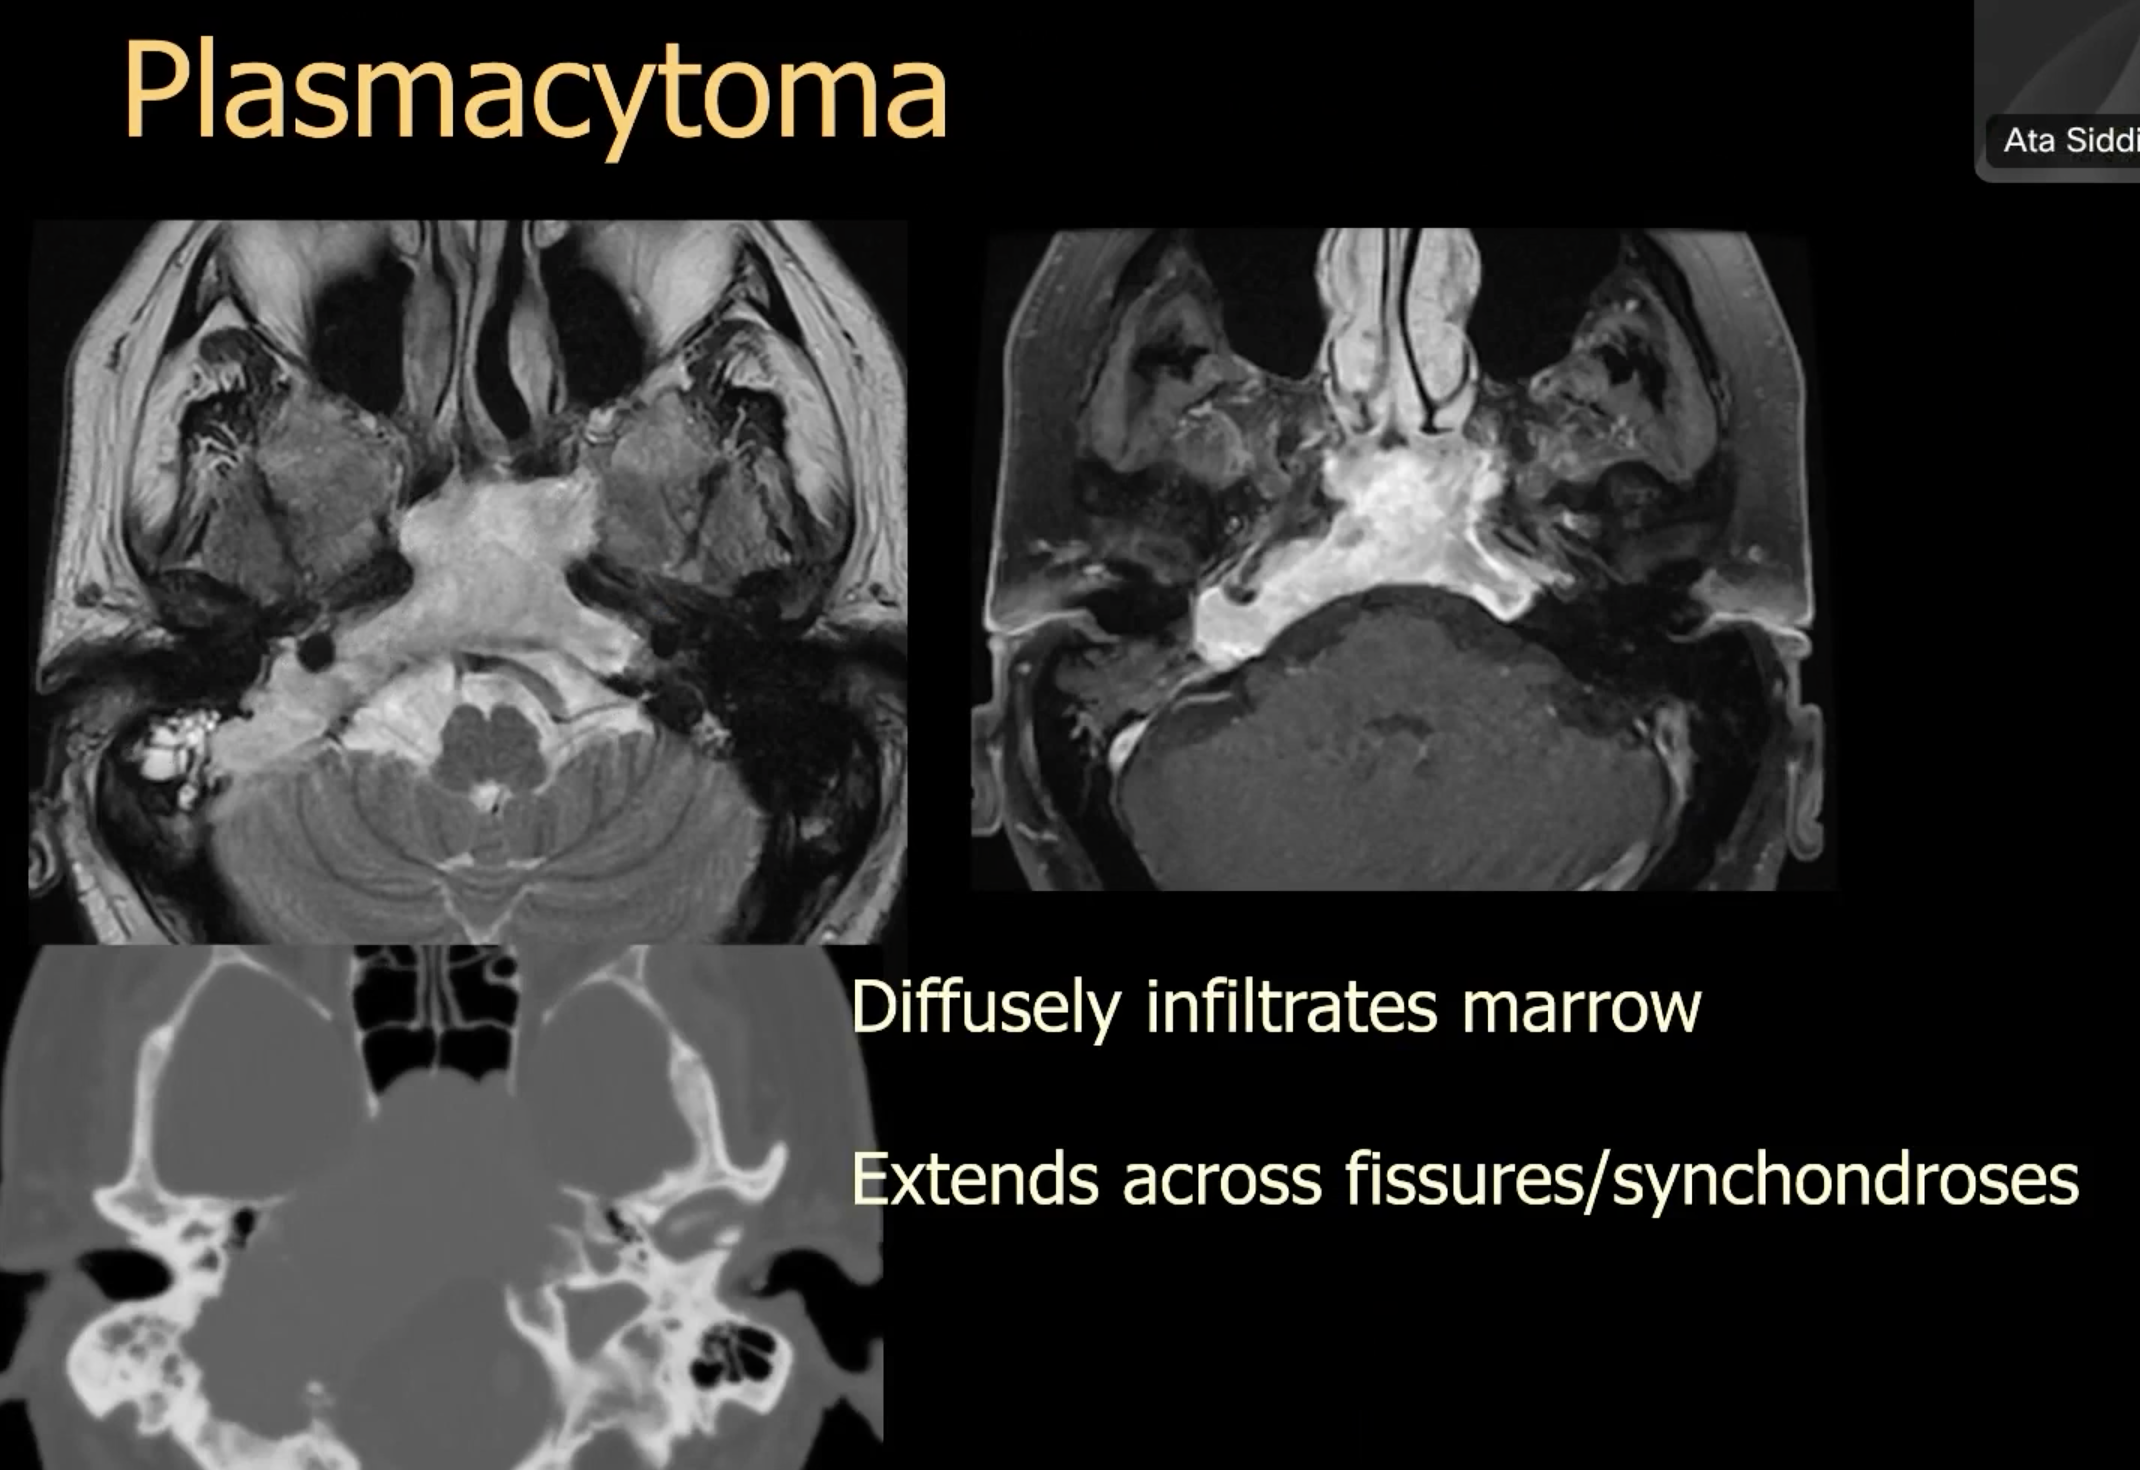 Plasmacytoma
Ata Siddi
Diffusely infiltrates marrow
Extends across fissures/synchondroses